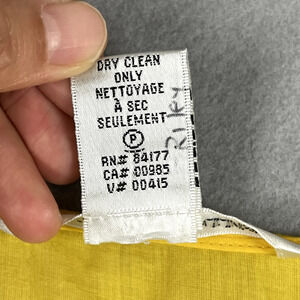 DRY CLEAN
ONLY
NETTOYAGE
À SEC
SEULEMENT
P
RN# 84177
CA# 00985
V# 00415
Riley